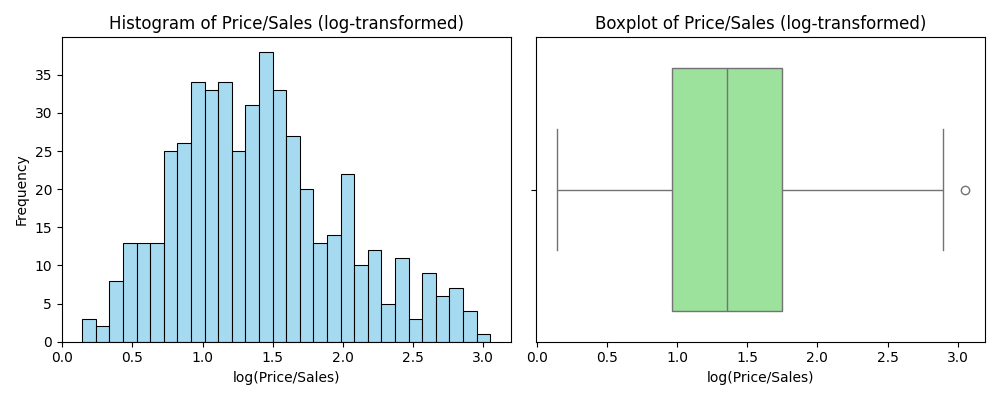 Histogram of Price/Sales (log-transformed)
Frequency
35
30
25
20
15
10
5
0
0.0 0.5 1.0 1.5 2.0 2.5 3.0
log(Price/Sales)
Boxplot of Price/Sales (log-transformed)
0.0 0.5 1.0 1.5 2.0 2.5 3.0
log(Price/Sales)